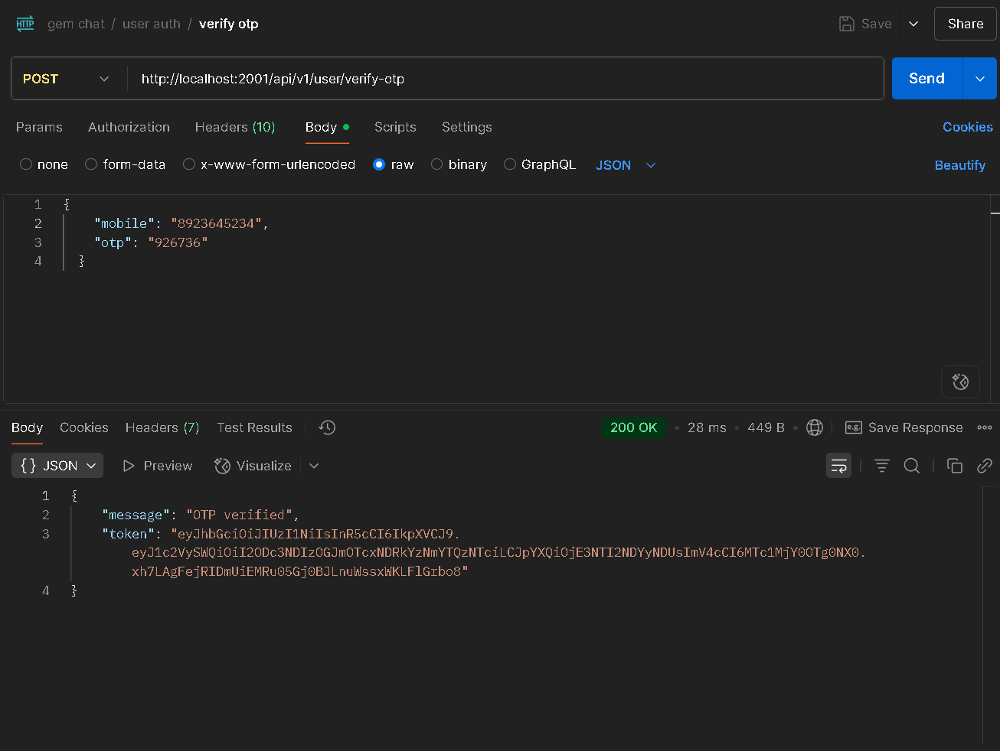 HTTP gem chat / user auth / verify otp Save Share
POST http://localhost:2001/api/v1/user/verify-otp Send
Params Authorization Headers (10) Body Scripts Settings Cookies
none form-data x-www-form-urlencoded raw binary GraphQL JSON Beautify
1 {
2 "mobile": "8923645234",
3 "otp": "926736"
4 }
Body Cookies Headers (7) Test Results 200 OK • 28 ms • 449 B • e.g. Save Response
{} JSON Preview Visualize
1 {
2 "message": "OTP verified",
3 "token": "eyJhbGciOiJIUzI1NiIsInR5cCI6IkpXVCJ9.
eyJ1c2VySWQiOiI2ODc3NDIzOGJmOTcxNDRkYzNmYTQzNTciLCJpYXQiOjE3NTI2NDYyNDUsImV4cCI6MTc1MjY0OTg0NX0.
xh7LAgFejRIDmUiEMRu05Gj0BJLnuWssxWKLFlGrbo8"
4 }